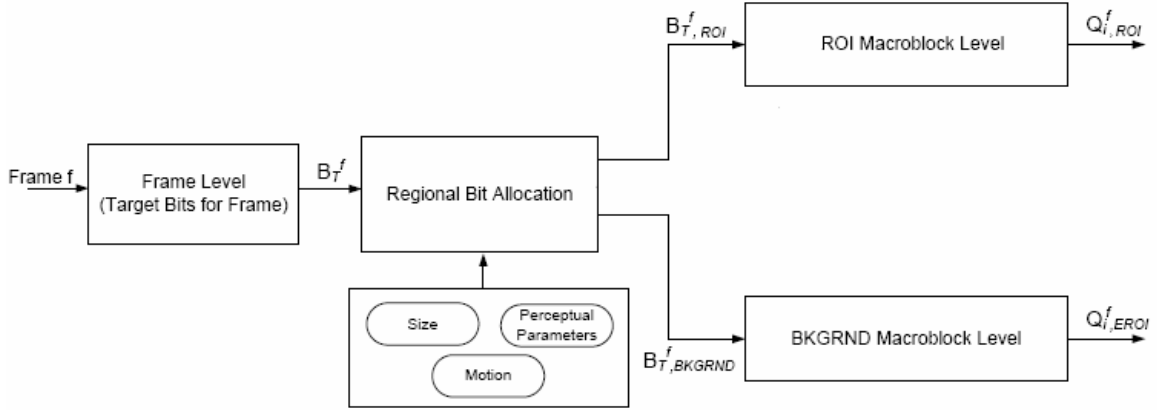 Frame f
Frame Level
(Target Bits for Frame)
B_T^f
Regional Bit Allocation
Size
Perceptual
Parameters
Motion
B_T^f, ROI
ROI Macroblock Level
Q_i^f, ROI
B_T^f,BKGRND
BKGRND Macroblock Level
Q_i^f,EROI